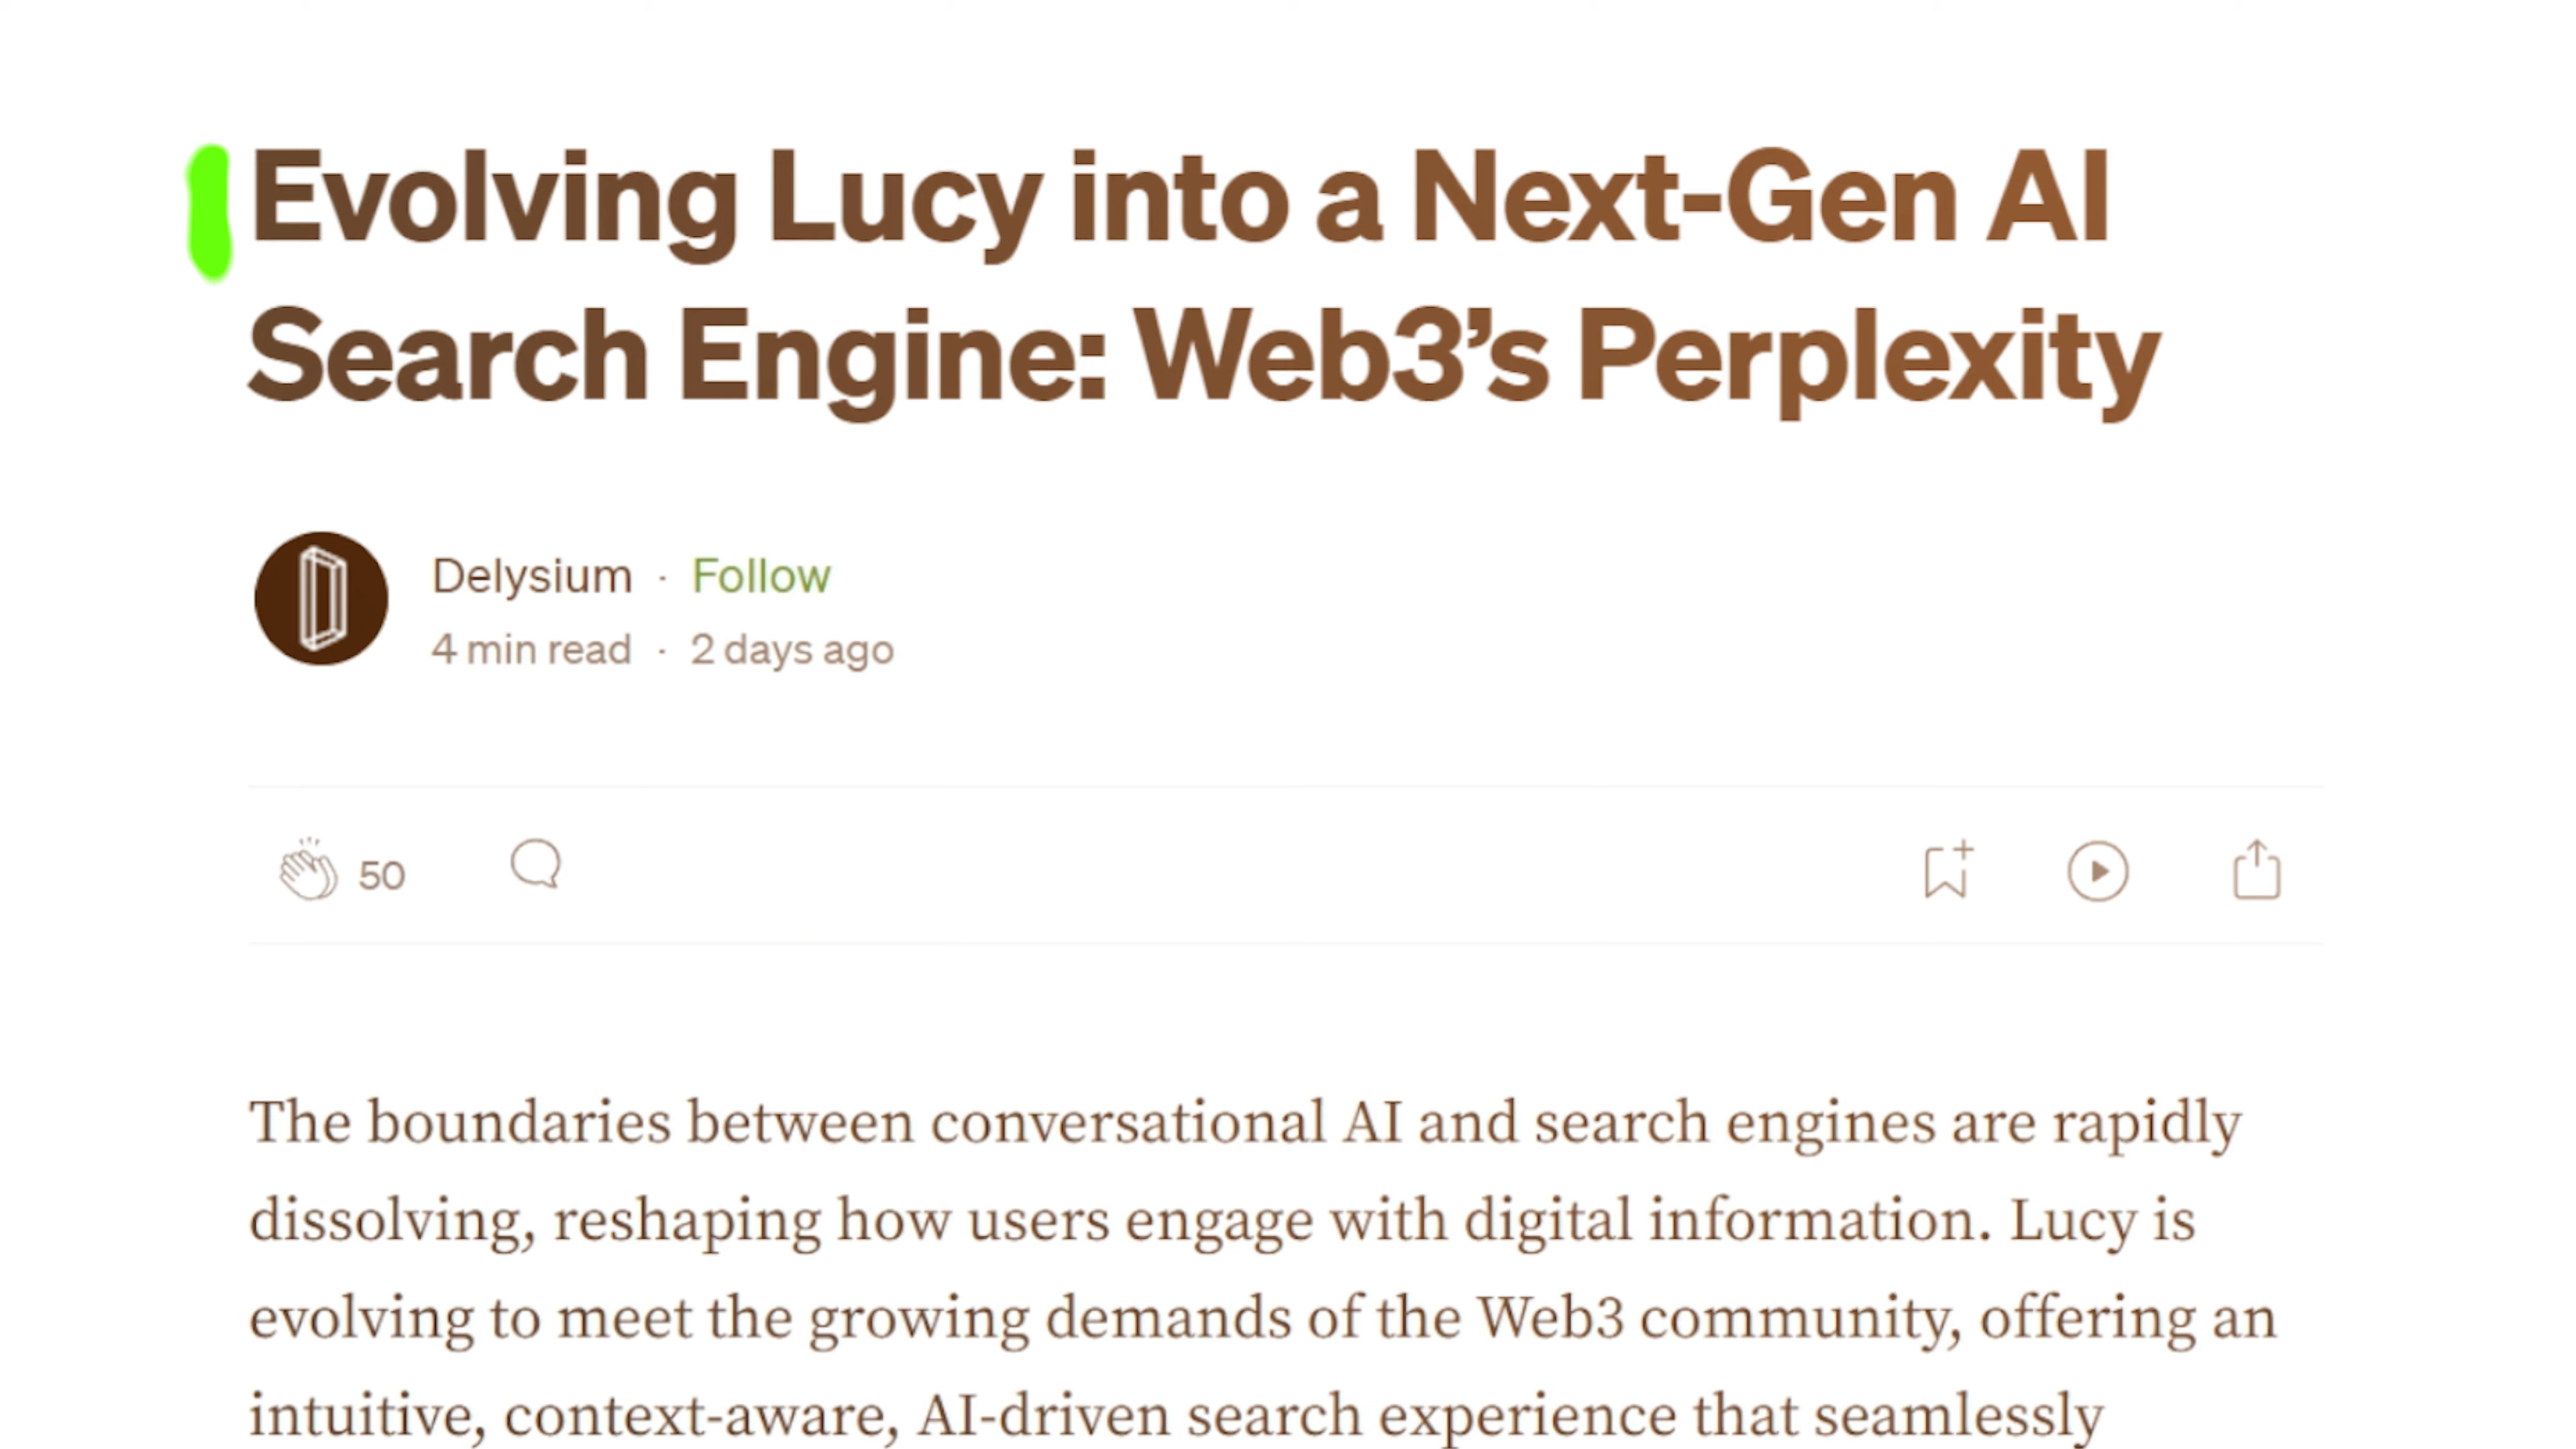 Evolving Lucy into a Next-Gen AI
Search Engine: Web3’s Perplexity
Delysium · Follow
4 min read · 2 days ago
50
The boundaries between conversational AI and search engines are rapidly
dissolving, reshaping how users engage with digital information. Lucy is
evolving to meet the growing demands of the Web3 community, offering an
intuitive, context-aware, AI-driven search experience that seamlessly